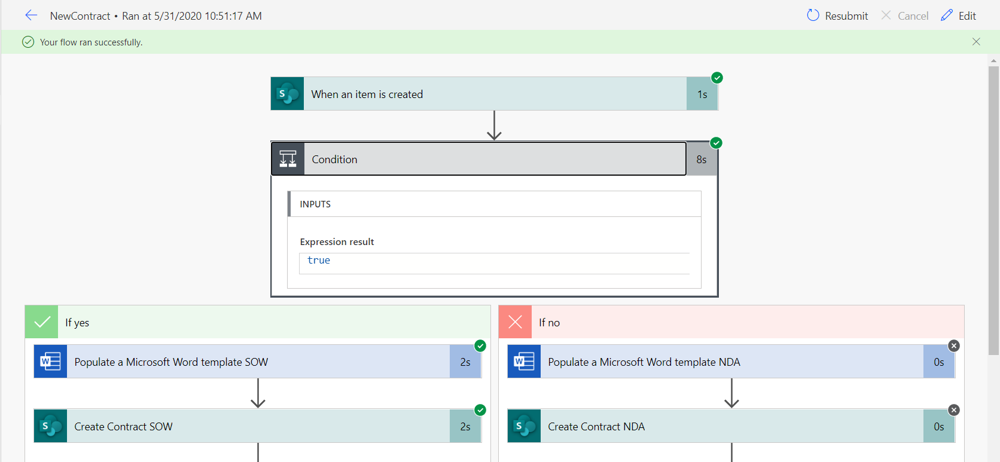 NewContract • Ran at 5/31/2020 10:51:17 AM
Resubmit
Cancel
Edit
Your flow ran successfully.
S
When an item is created
1s
Condition
8s
INPUTS
Expression result
true
If yes
If no
W
Populate a Microsoft Word template SOW
2s
W
Populate a Microsoft Word template NDA
0s
S
Create Contract SOW
2s
S
Create Contract NDA
0s